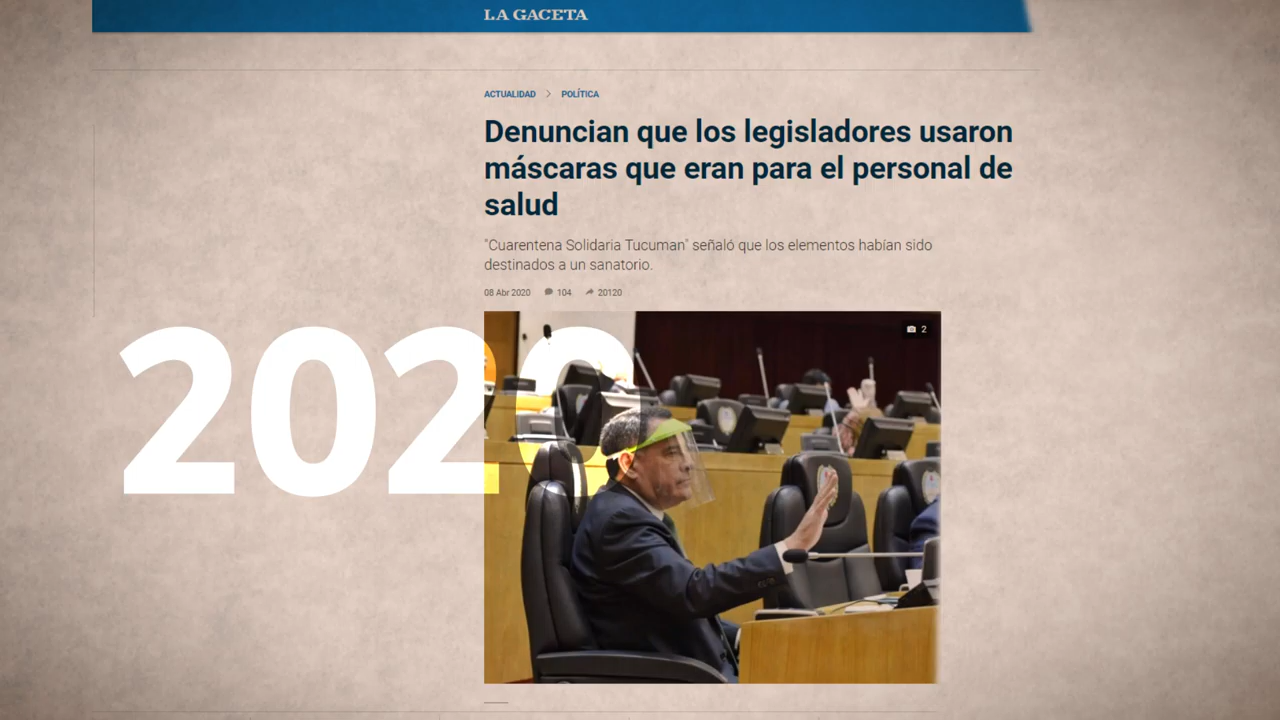 LA GACETA
ACTUALIDAD > POLÍTICA
Denuncian que los legisladores usaron
máscaras que eran para el personal de
salud
"Cuarentena Solidaria Tucuman" señaló que los elementos habían sido
destinados a un sanatorio.
08 Abr 2020 104 20120
2
2020